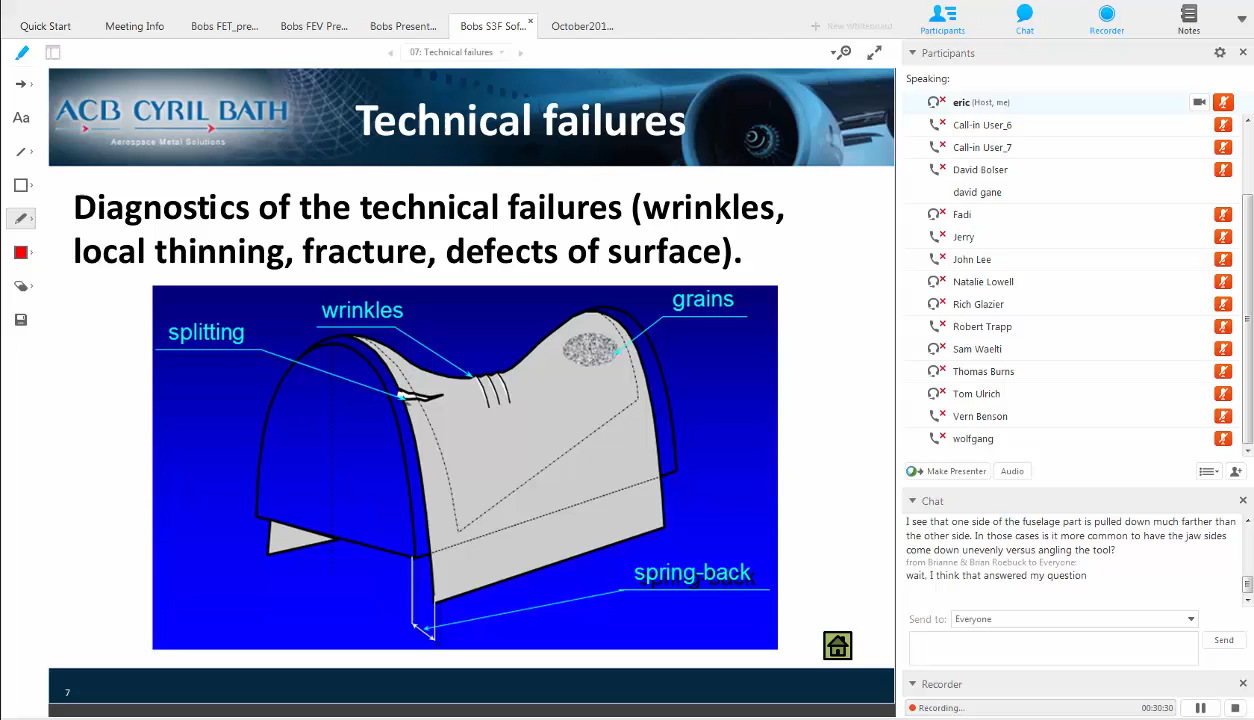 Quick Start
Meeting Info
Bobs FET_pre...
Bobs FEV Pre...
Bobs Present...
Bobs S3F Sof...
October201...
New Whiteboard
Participants
Chat
Recorder
Notes
07: Technical failures
Aa
ACB CYRIL BATH
Aerospace Metal Solutions
Technical failures
Diagnostics of the technical failures (wrinkles,
local thinning, fracture, defects of surface).
splitting
wrinkles
grains
spring-back
7
Participants
Speaking:
eric (Host, me)
Call-in User_6
Call-in User_7
David Bolser
david gane
Fadi
Jerry
John Lee
Natalie Lowell
Rich Glazier
Robert Trapp
Sam Waelti
Thomas Burns
Tom Ulrich
Vern Benson
wolfgang
Make Presenter
Audio
Chat
I see that one side of the fuselage part is pulled down much farther than
the other side. In those cases is it more common to have the jaw sides
come down unevenly versus angling the tool?
from Brianne & Brian Roebuck to Everyone:
wait, I think that answered my question
Send to:
Everyone
Send
Recorder
Recording...
00:30:30